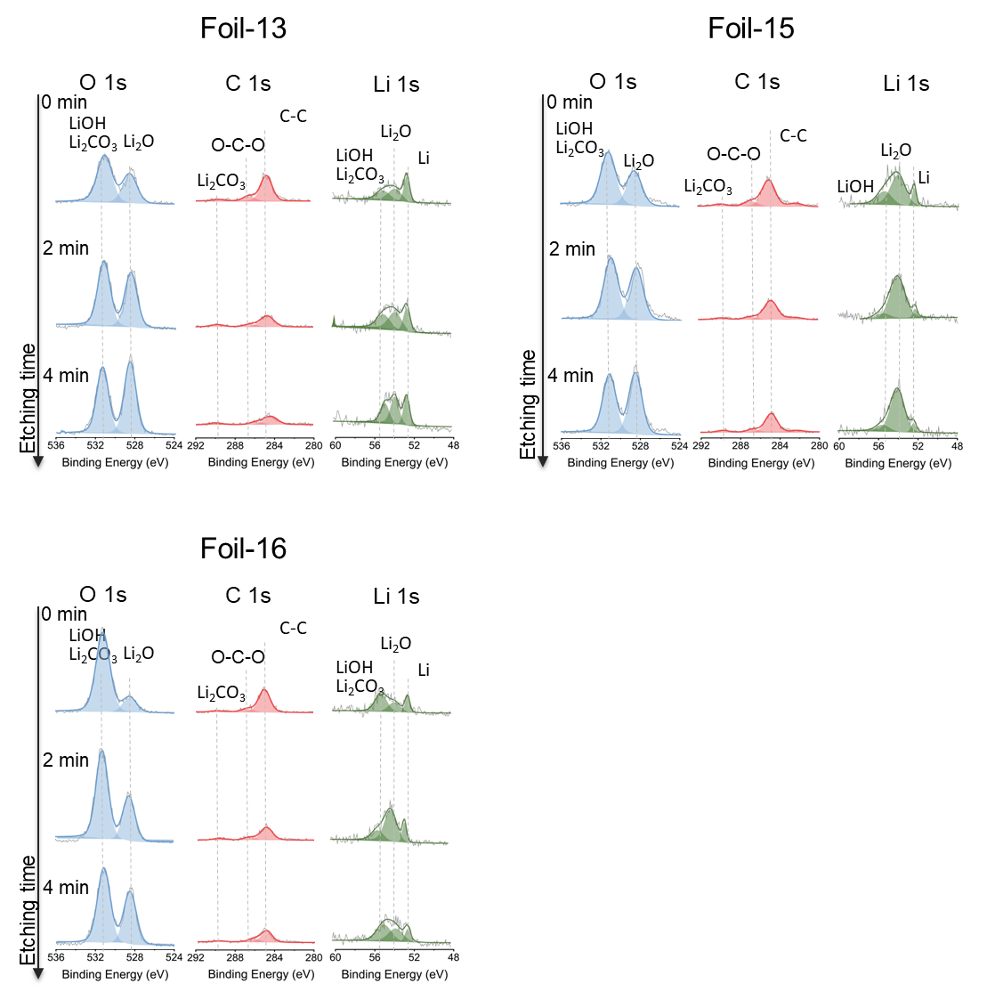 Foil-13
O 1s
C 1s
Li 1s
0 min
LiOH
Li₂CO₃
Li₂O
C-C
O-C-O
Li₂CO₃
Li₂O
LiOH
Li₂CO₃
Li
2 min
4 min
Etching time
536 532 528 524
292 288 284 280
60 56 52 48
Binding Energy (eV)
Binding Energy (eV)
Binding Energy (eV)
Foil-15
O 1s
C 1s
Li 1s
0 min
LiOH
Li₂CO₃
Li₂O
C-C
O-C-O
Li₂CO₃
Li₂O
LiOH
Li
2 min
4 min
Etching time
536 532 528 524
292 288 284 280
60 56 52 48
Binding Energy (eV)
Binding Energy (eV)
Binding Energy (eV)
Foil-16
O 1s
C 1s
Li 1s
0 min
LiOH
Li₂CO₃
Li₂O
C-C
O-C-O
Li₂CO₃
Li₂O
LiOH
Li₂CO₃
Li
2 min
4 min
Etching time
536 532 528 524
292 288 284 280
60 56 52 48
Binding Energy (eV)
Binding Energy (eV)
Binding Energy (eV)